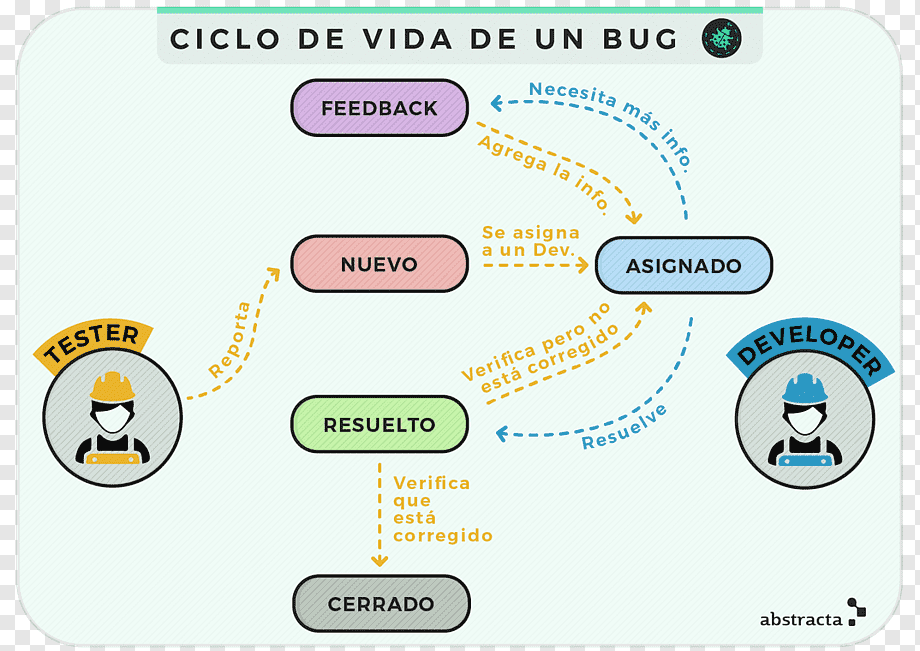 CICLO DE VIDA DE UN BUG
FEEDBACK
Necesita más info.
Agrega la info.
NUEVO
Se asigna
a un Dev.
ASIGNADO
TESTER
Reporta
Verifica pero no
está corregido
DEVELOPER
RESUELTO
Resuelve
Verifica
que
está
corregido
CERRADO
abstracta